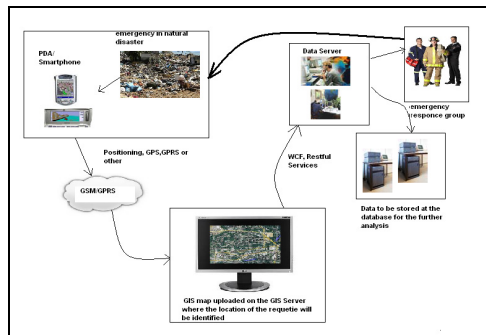 emergency in natural
disaster
PDA/
Smartphone
Data Server
emergency
responce group
Positioning, GPS,GPRS or
other
WCF, Restful
Services
GSM/GPRS
Data to be stored at the
database for the further
analysis
GIS map uploaded on the GIS Server
where the location of the requetie will
be identified